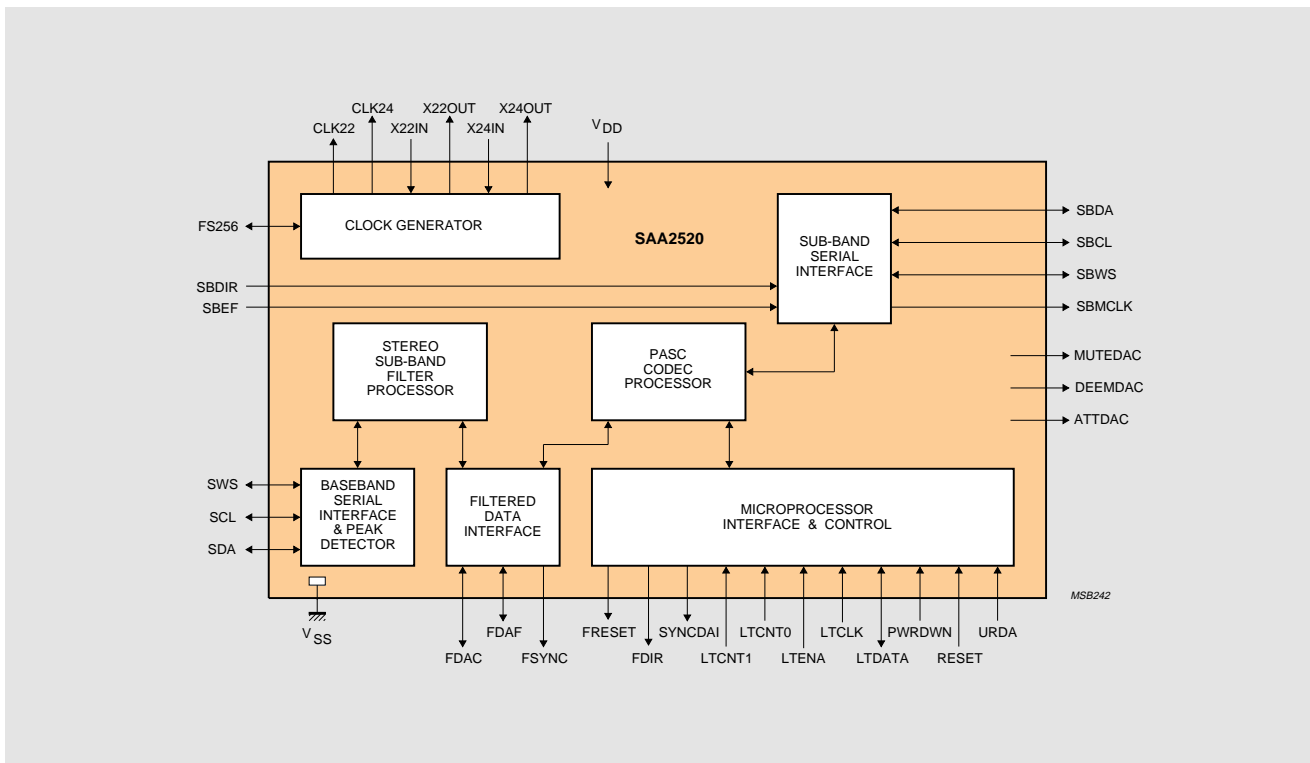 CLK24 X22OUT X24OUT
CLK22 X22IN X24IN
VDD
FS256
CLOCK GENERATOR
SAA2520
SUB-BAND
SERIAL
INTERFACE
SBDA
SBCL
SBWS
SBMCLK
SBDIR
SBEF
STEREO
SUB-BAND
FILTER
PROCESSOR
PASC
CODEC
PROCESSOR
MUTEDAC
DEEMDAC
ATTDAC
SWS
SCL
SDA
BASEBAND
SERIAL
INTERFACE
& PEAK
DETECTOR
FILTERED
DATA
INTERFACE
MICROPROCESSOR
INTERFACE & CONTROL
MSB242
VSS
FDAF FRESET SYNCDAI LTCNT0 LTCLK PWRDWN URDA
FDAC FSYNC FDIR LTCNT1 LTENA LTDATA RESET